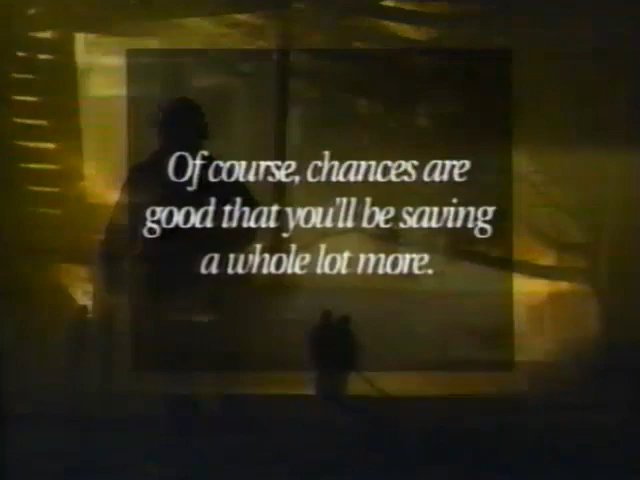 Of course, chances are
good that you'll be saving
a whole lot more.